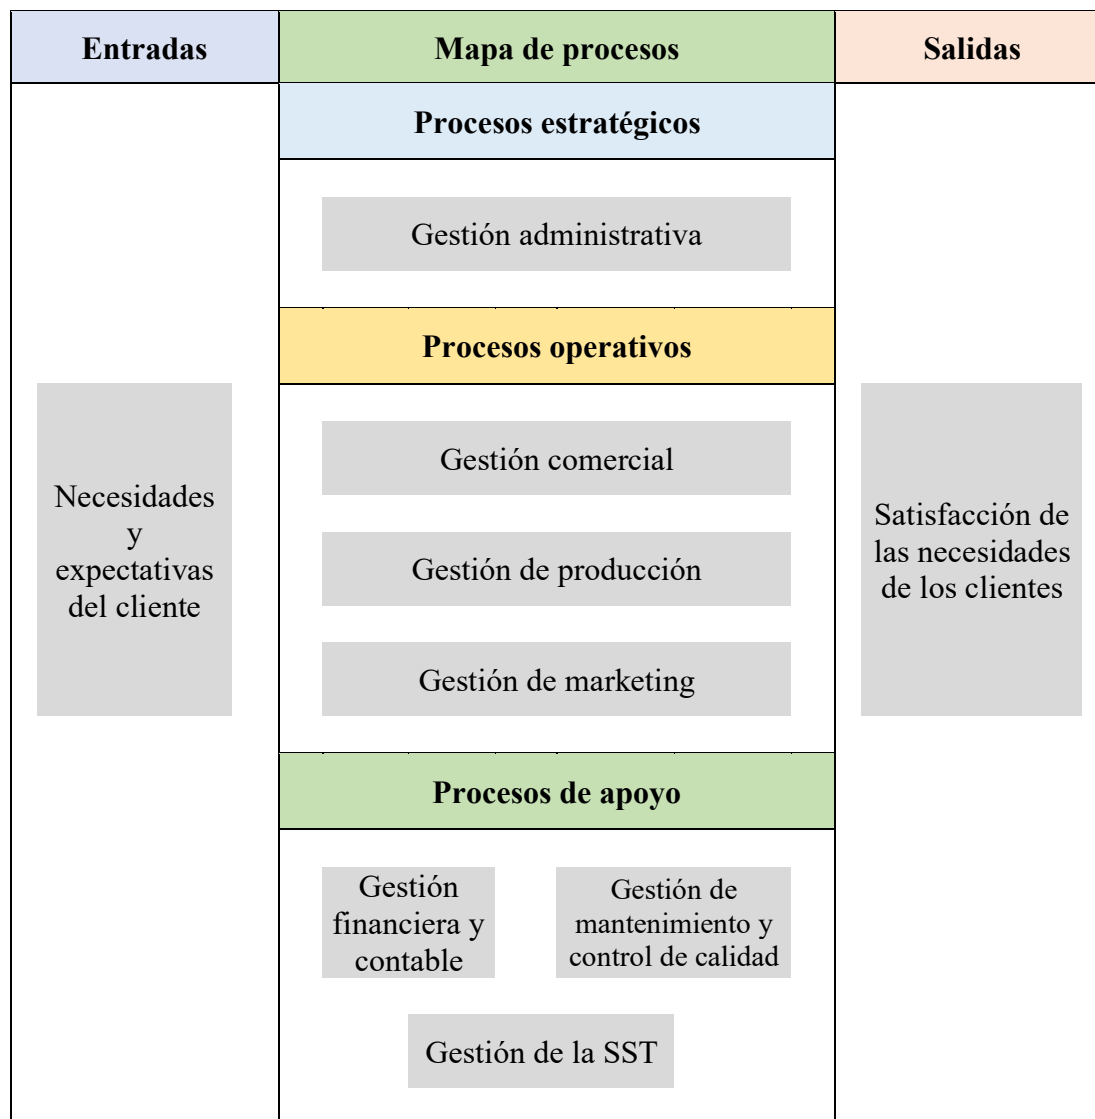 Entradas
Mapa de procesos
Salidas
Procesos estratégicos
Gestión administrativa
Procesos operativos
Necesidades
y
expectativas
del cliente
Gestión comercial
Gestión de producción
Gestión de marketing
Satisfacción de
las necesidades
de los clientes
Procesos de apoyo
Gestión
financiera y
contable
Gestión de
mantenimiento y
control de calidad
Gestión de la SST